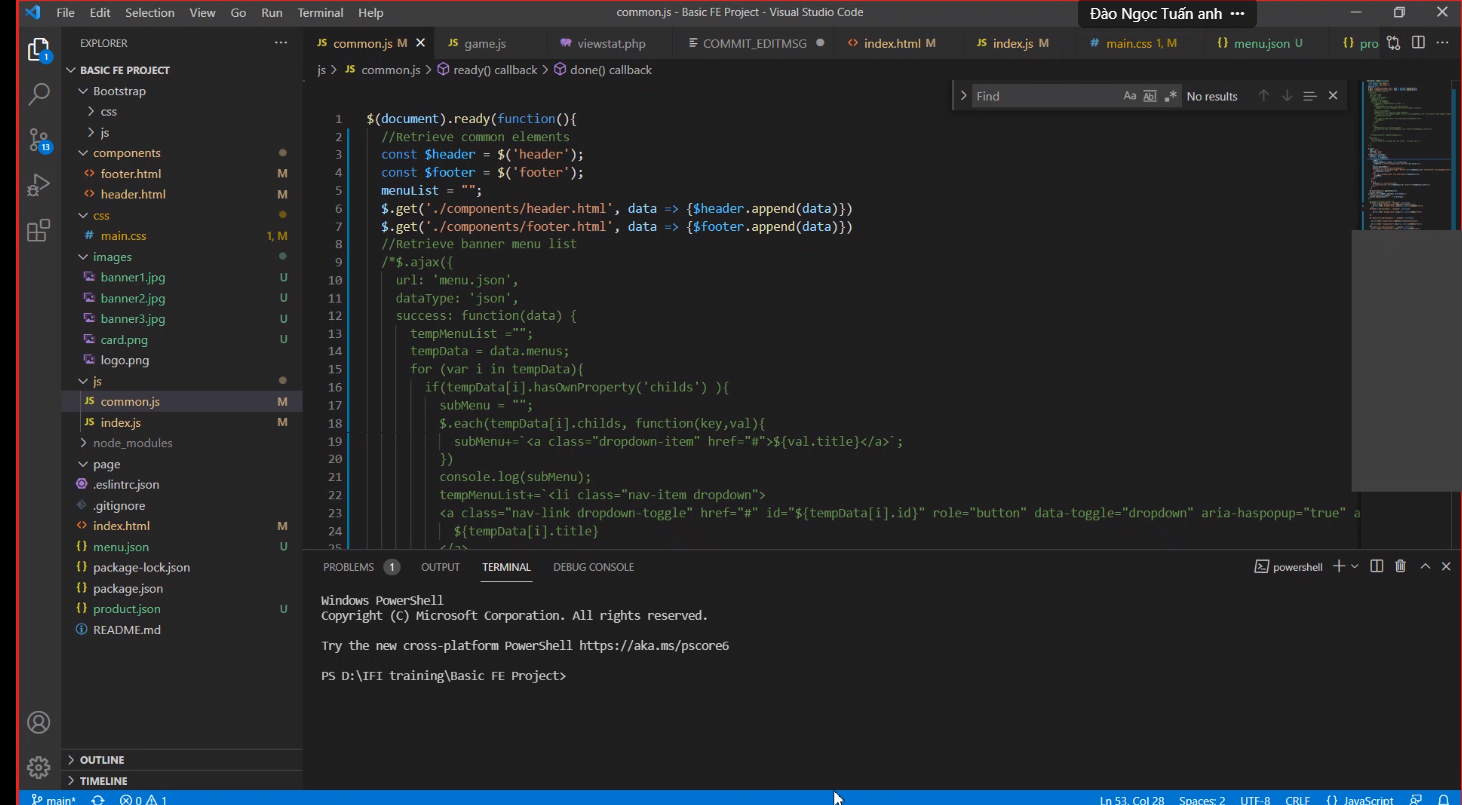 File Edit Selection View Go Run Terminal Help
common.js - Basic FE Project - Visual Studio Code
Đào Ngọc Tuấn anh •••
EXPLORER
JS common.js M
JS game.js
viewstat.php
COMMIT_EDITMSG
index.html M
JS index.js M
# main.css 1, M
{} menu.json U
{} pro
BASIC FE PROJECT
js > JS common.js > ready() callback > done() callback
1
13
Bootstrap
css
js
components
footer.html M
header.html M
css
# main.css 1, M
images
banner1.jpg U
banner2.jpg U
banner3.jpg U
card.png U
logo.png
js
JS common.js M
JS index.js M
node_modules
page
.eslintrc.json
.gitignore
index.html M
{} menu.json U
{} package-lock.json
{} package.json
{} product.json U
README.md
OUTLINE
TIMELINE
Find Aa Ab .* No results
1 $(document).ready(function(){
2 //Retrieve common elements
3 const $header = $('header');
4 const $footer = $('footer');
5 menuList = "";
6 $.get('./components/header.html', data => {$header.append(data)})
7 $.get('./components/footer.html', data => {$footer.append(data)})
8 //Retrieve banner menu list
9 /*$.ajax({
10 url: 'menu.json',
11 dataType: 'json',
12 success: function(data) {
13 tempMenuList ="";
14 tempData = data.menus;
15 for (var i in tempData){
16 if(tempData[i].hasOwnProperty('childs') ){
17 subMenu = "";
18 $.each(tempData[i].childs, function(key,val){
19 subMenu+=`<a class="dropdown-item" href="#">${val.title}</a>`;
20 })
21 console.log(subMenu);
22 tempMenuList+=`<li class="nav-item dropdown">
23 <a class="nav-link dropdown-toggle" href="#" id="${tempData[i].id}" role="button" data-toggle="dropdown" aria-haspopup="true" a
24 ${tempData[i].title}
25 </a>
PROBLEMS 1 OUTPUT TERMINAL DEBUG CONSOLE
powershell
Windows PowerShell
Copyright (C) Microsoft Corporation. All rights reserved.
Try the new cross-platform PowerShell https://aka.ms/pscore6
PS D:\IFI training\Basic FE Project>
main* 0 1
Ln 53, Col 28 Spaces: 2 UTF-8 CRLF {} JavaScript